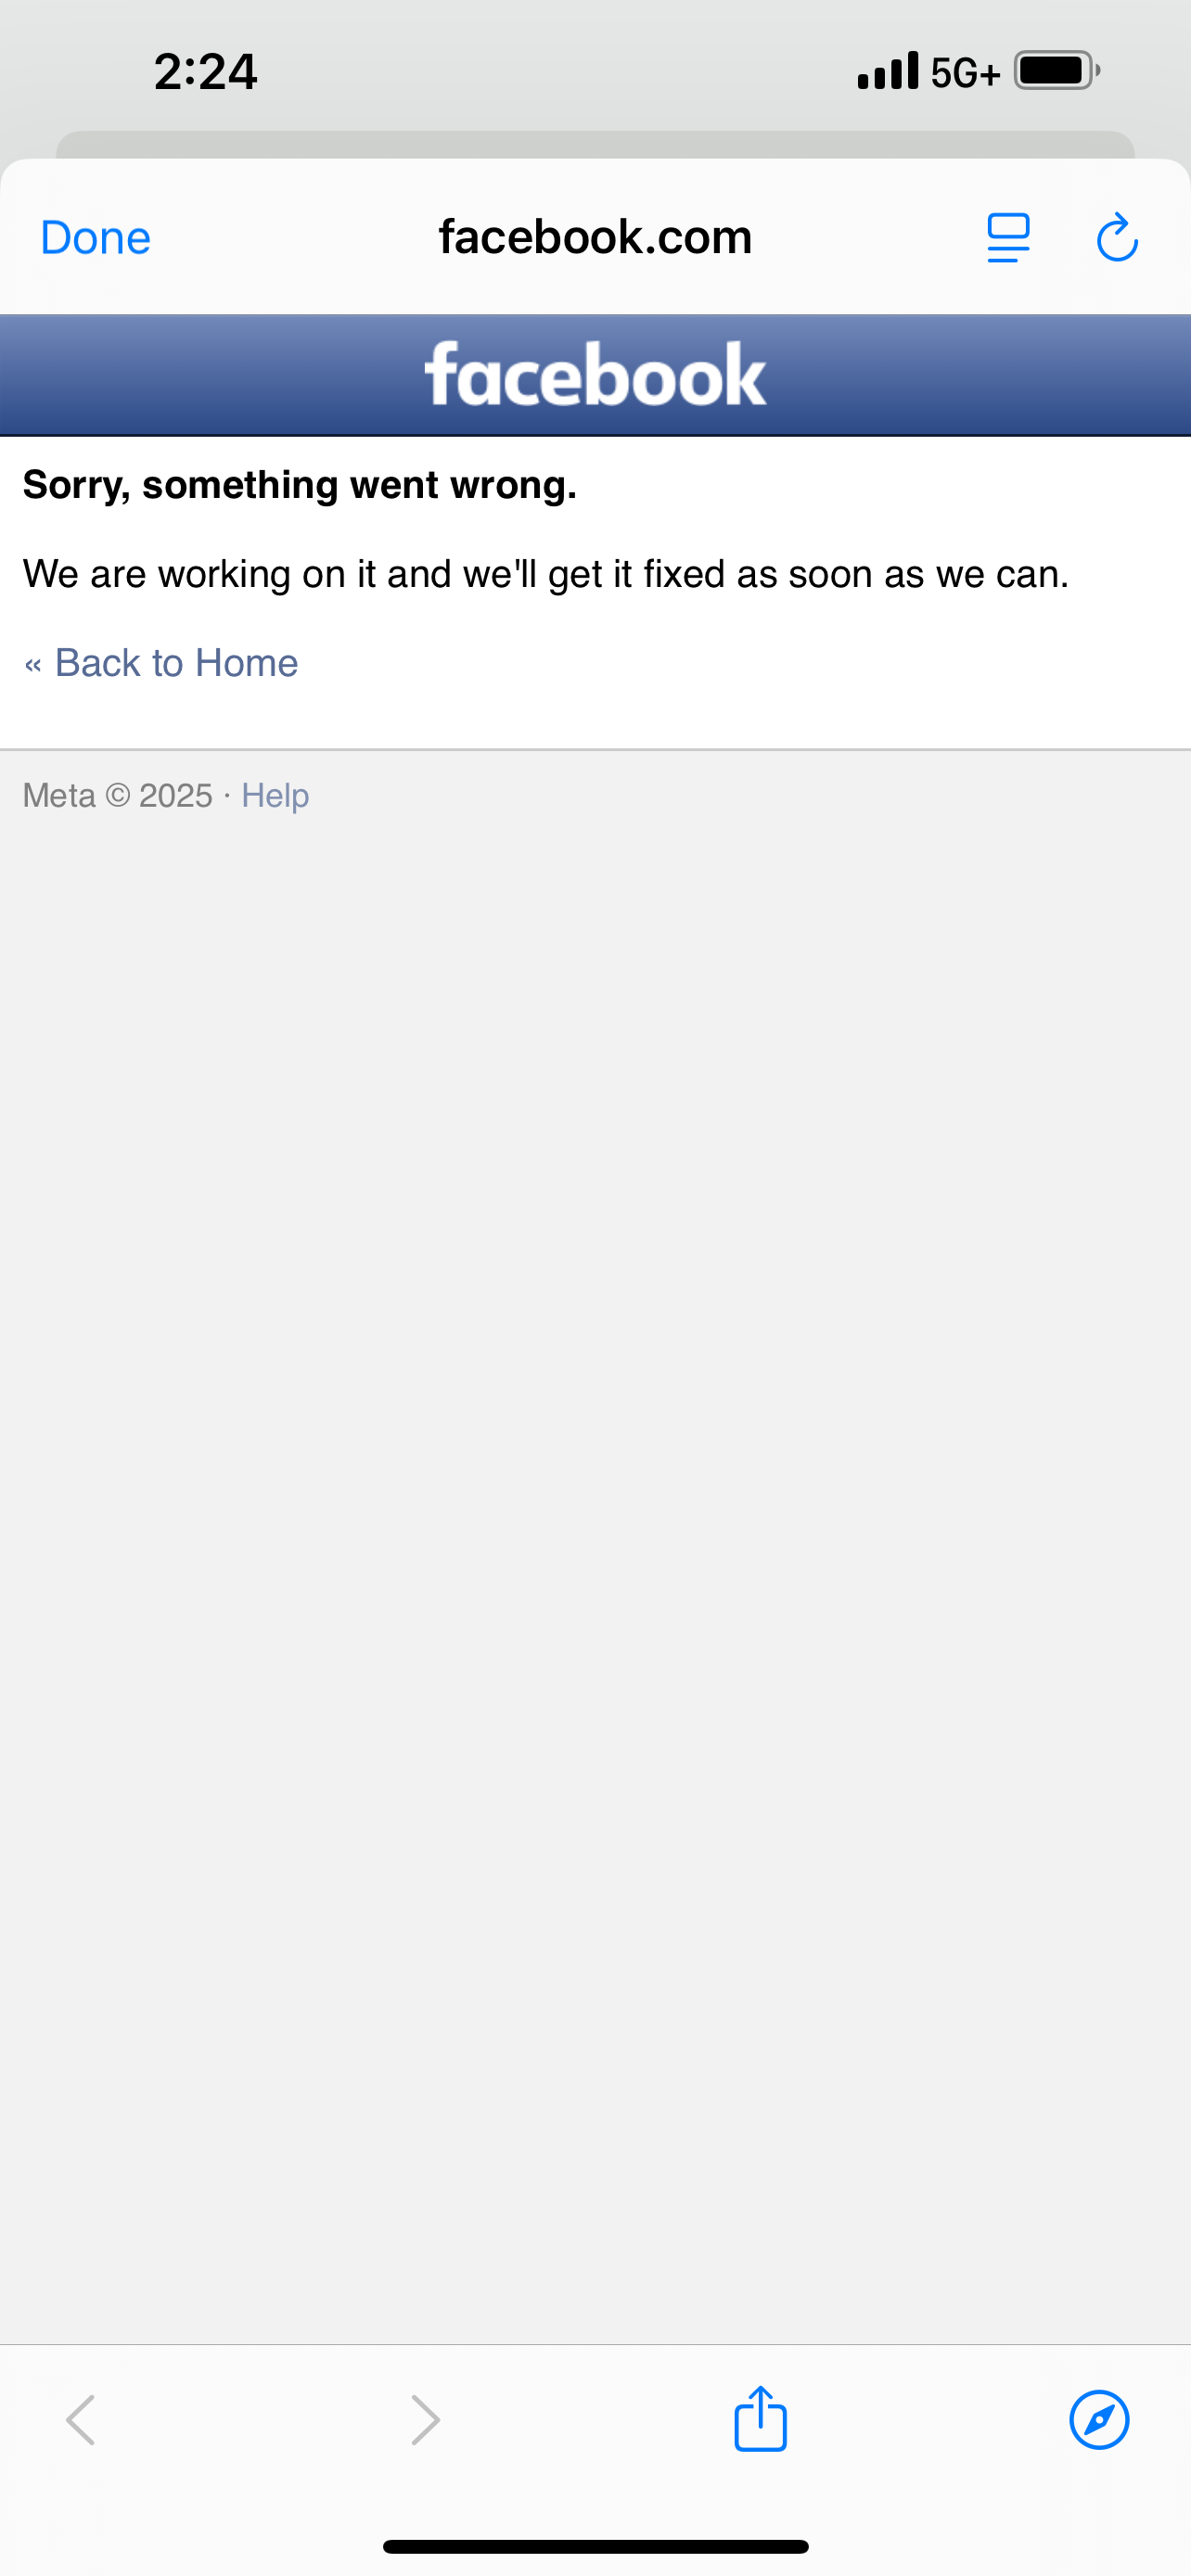 2:24 5G+
Done facebook.com
facebook
Sorry, something went wrong.
We are working on it and we'll get it fixed as soon as we can.
« Back to Home
Meta © 2025 · Help